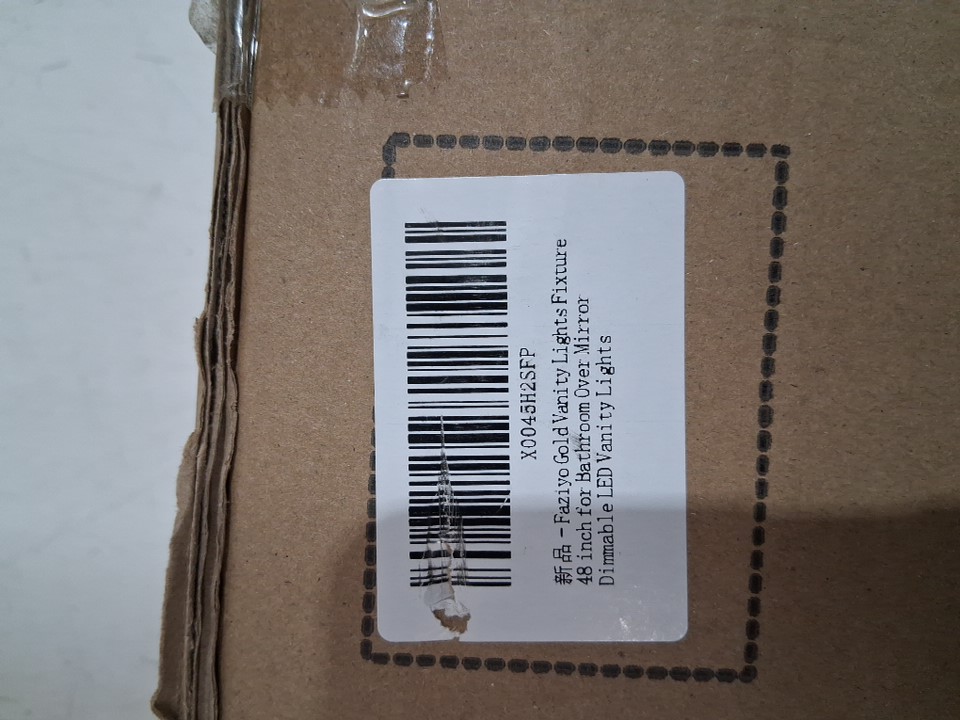 X0045H2SFP
新品 - Faziyo Gold Vanity Lights Fixture
48 inch for Bathroom Over Mirror
Dimmable LED Vanity Lights